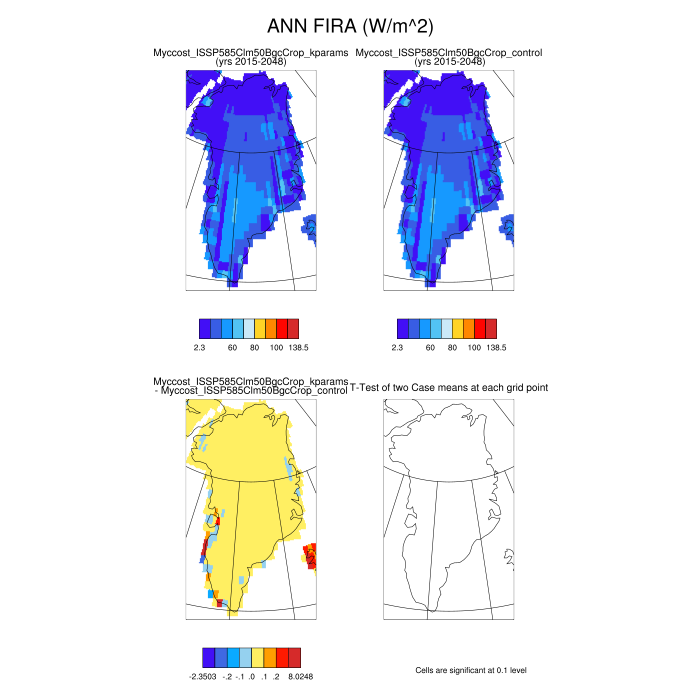 ANN FIRA (W/m^2)
Myccost_ISSP585Clm50BgcCrop_kparams
(yrs 2015-2048)
Myccost_ISSP585Clm50BgcCrop_control
(yrs 2015-2048)
2.3 60 80 100 138.5
2.3 60 80 100 138.5
Myccost_ISSP585Clm50BgcCrop_kparams
- Myccost_ISSP585Clm50BgcCrop_control
T-Test of two Case means at each grid point
-2.3503 -.2 -.1 .0 .1 .2 8.0248
Cells are significant at 0.1 level